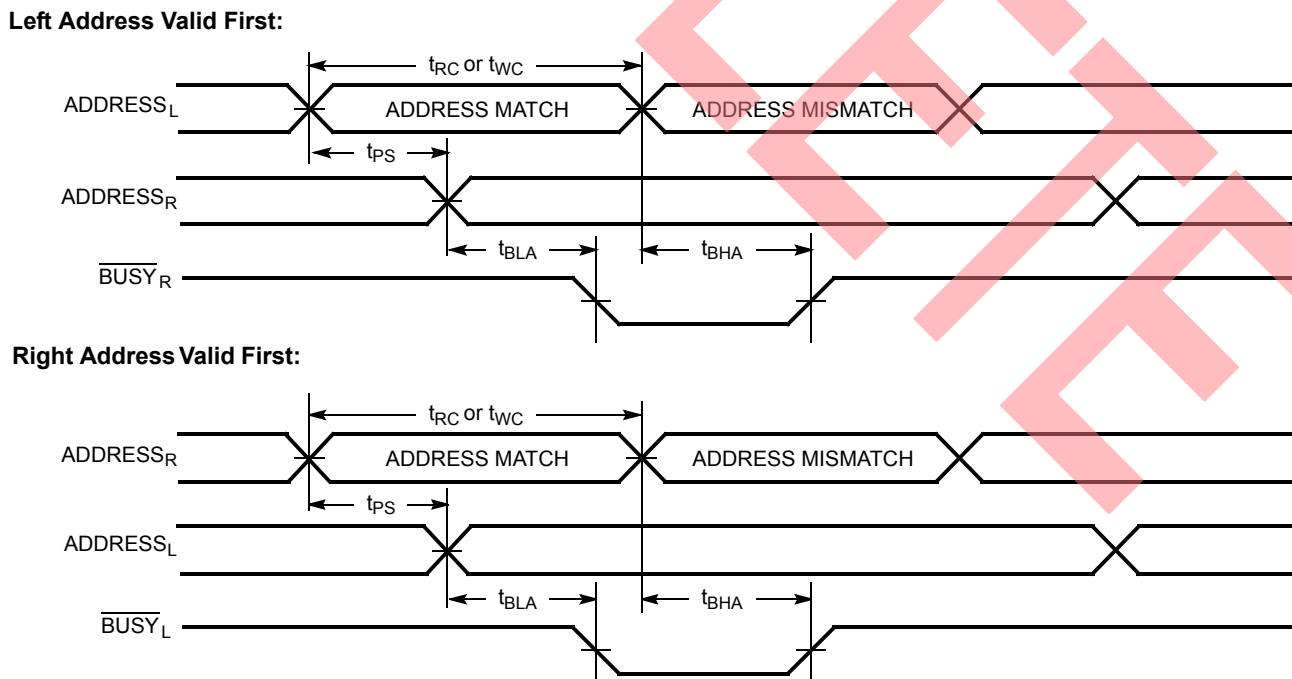 Left Address Valid First:
tRC or tWC
ADDRESSL
ADDRESS MATCH
ADDRESS MISMATCH
tPS
ADDRESSR
tBLA
tBHA
BUSYR
Right Address Valid First:
tRC or tWC
ADDRESSR
ADDRESS MATCH
ADDRESS MISMATCH
tPS
ADDRESSL
tBLA
tBHA
BUSYL